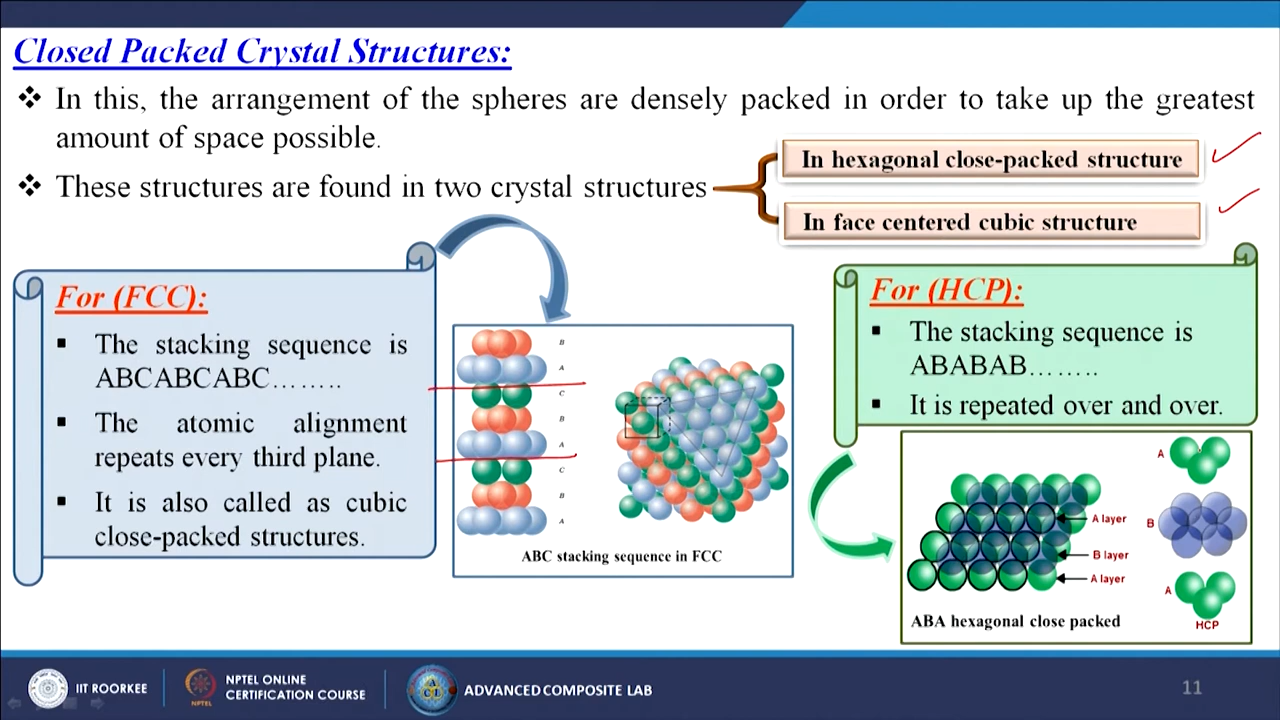 Closed Packed Crystal Structures:
❖ In this, the arrangement of the spheres are densely packed in order to take up the greatest
amount of space possible.
❖ These structures are found in two crystal structures
In hexagonal close-packed structure
In face centered cubic structure
For (FCC):
▪ The stacking sequence is
ABCABCABC……..
▪ The atomic alignment
repeats every third plane.
▪ It is also called as cubic
close-packed structures.
B
A
C
B
A
C
B
A
ABC stacking sequence in FCC
For (HCP):
▪ The stacking sequence is
ABABAB……..
▪ It is repeated over and over.
A
A layer
B
B layer
A layer
A
HCP
ABA hexagonal close packed
IIT ROORKEE
NPTEL
NPTEL ONLINE
CERTIFICATION COURSE
ADVANCED COMPOSITE LAB
11